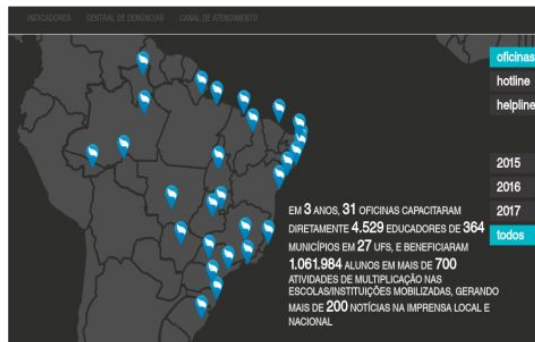 INDICADORES CENTRAL DE DENÚNCIAS CANAL DE ATENDIMENTO
oficinas
hotline
helpline
2015
2016
2017
todos
EM 3 ANOS, 31 OFICINAS CAPACITARAM
DIRETAMENTE 4.529 EDUCADORES DE 364
MUNICÍPIOS EM 27 UFS, E BENEFICIARAM
1.061.984 ALUNOS EM MAIS DE 700
ATIVIDADES DE MULTIPLICAÇÃO NAS
ESCOLAS/INSTITUIÇÕES MOBILIZADAS, GERANDO
MAIS DE 200 NOTÍCIAS NA IMPRENSA LOCAL E
NACIONAL